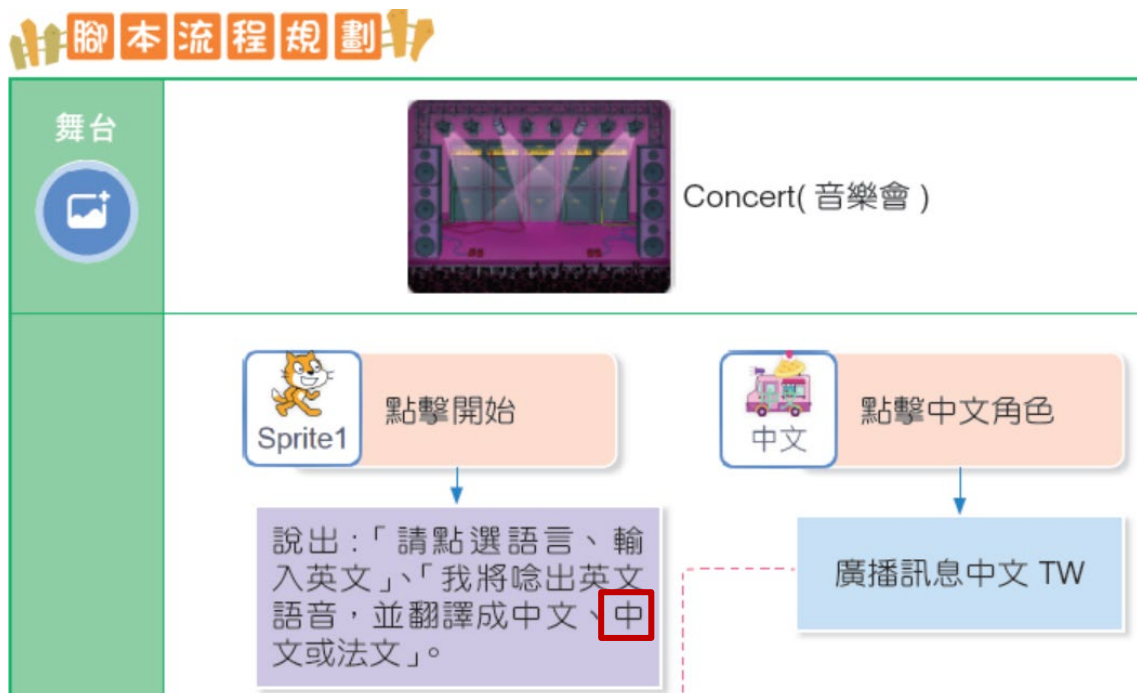 腳本流程規劃
舞台
Concert( 音樂會 )
Sprite1
點擊開始
中文
點擊中文角色
說出:「請點選語言、輸
入英文」、「我將唸出英文
語音，並翻譯成中文、中
文或法文」。
廣播訊息中文 TW